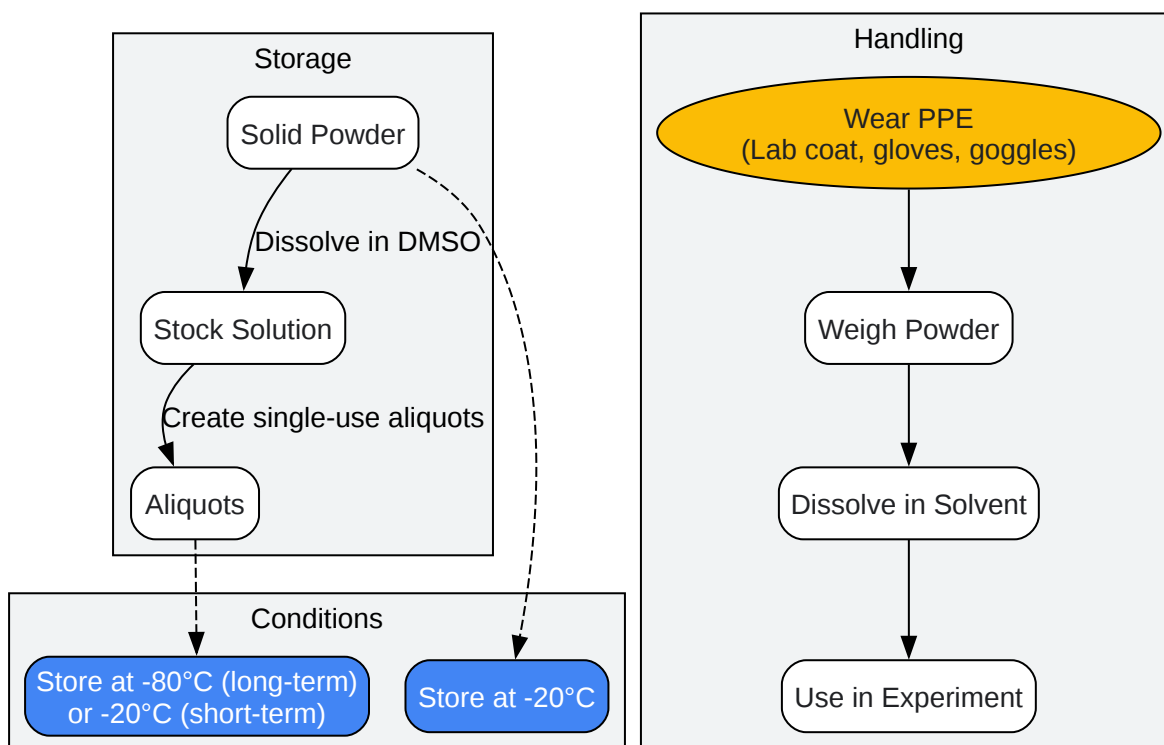 Storage
Solid Powder
Dissolve in DMSO
Stock Solution
Create single-use aliquots
Aliquots
Conditions
Store at -80°C (long-term)
or -20°C (short-term)
Store at -20°C
Handling
Wear PPE
(Lab coat, gloves, goggles)
Weigh Powder
Dissolve in Solvent
Use in Experiment